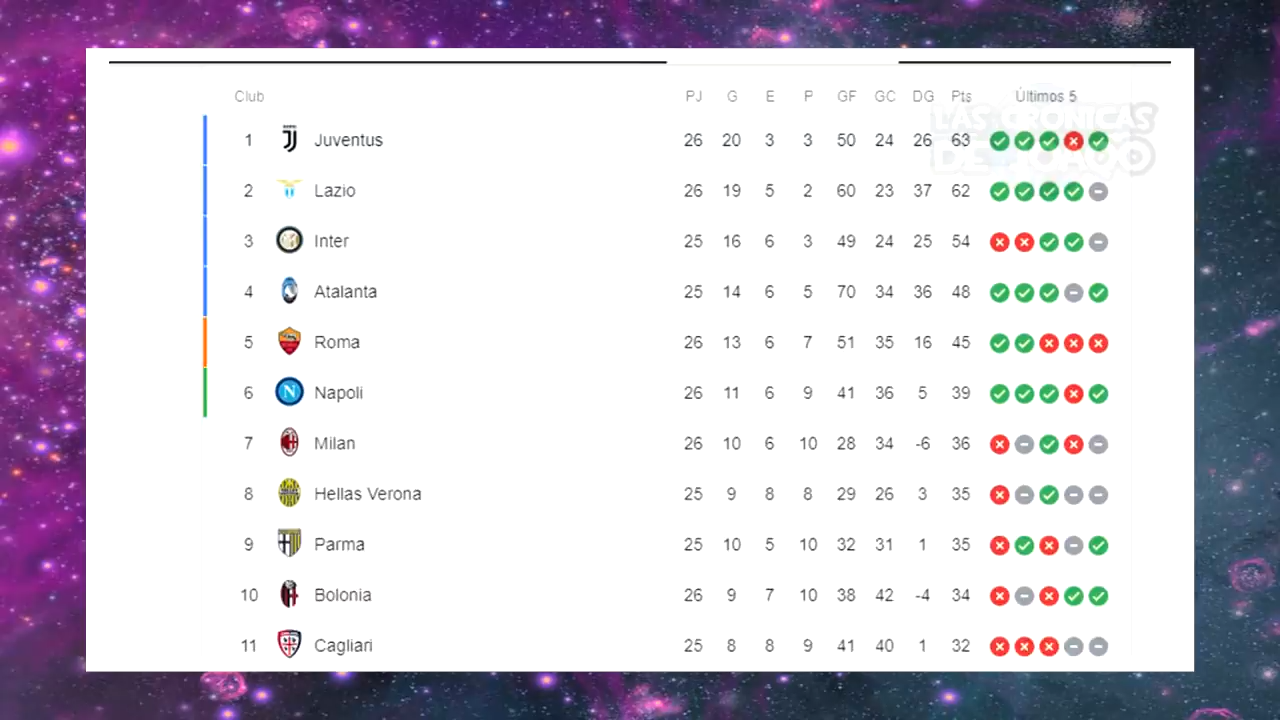 Club PJ G E P GF GC DG Pts Últimos 5
LAS CRÓNICAS
1 Juventus 26 20 3 3 50 24 26 63
2 Lazio 26 19 5 2 60 23 37 62
3 Inter 25 16 6 3 49 24 25 54
4 Atalanta 25 14 6 5 70 34 36 48
5 Roma 26 13 6 7 51 35 16 45
6 N Napoli 26 11 6 9 41 36 5 39
7 Milan 26 10 6 10 28 34 -6 36
8 Hellas Verona 25 9 8 8 29 26 3 35
9 Parma 25 10 5 10 32 31 1 35
10 Bolonia 26 9 7 10 38 42 -4 34
11 Cagliari 25 8 8 9 41 40 1 32